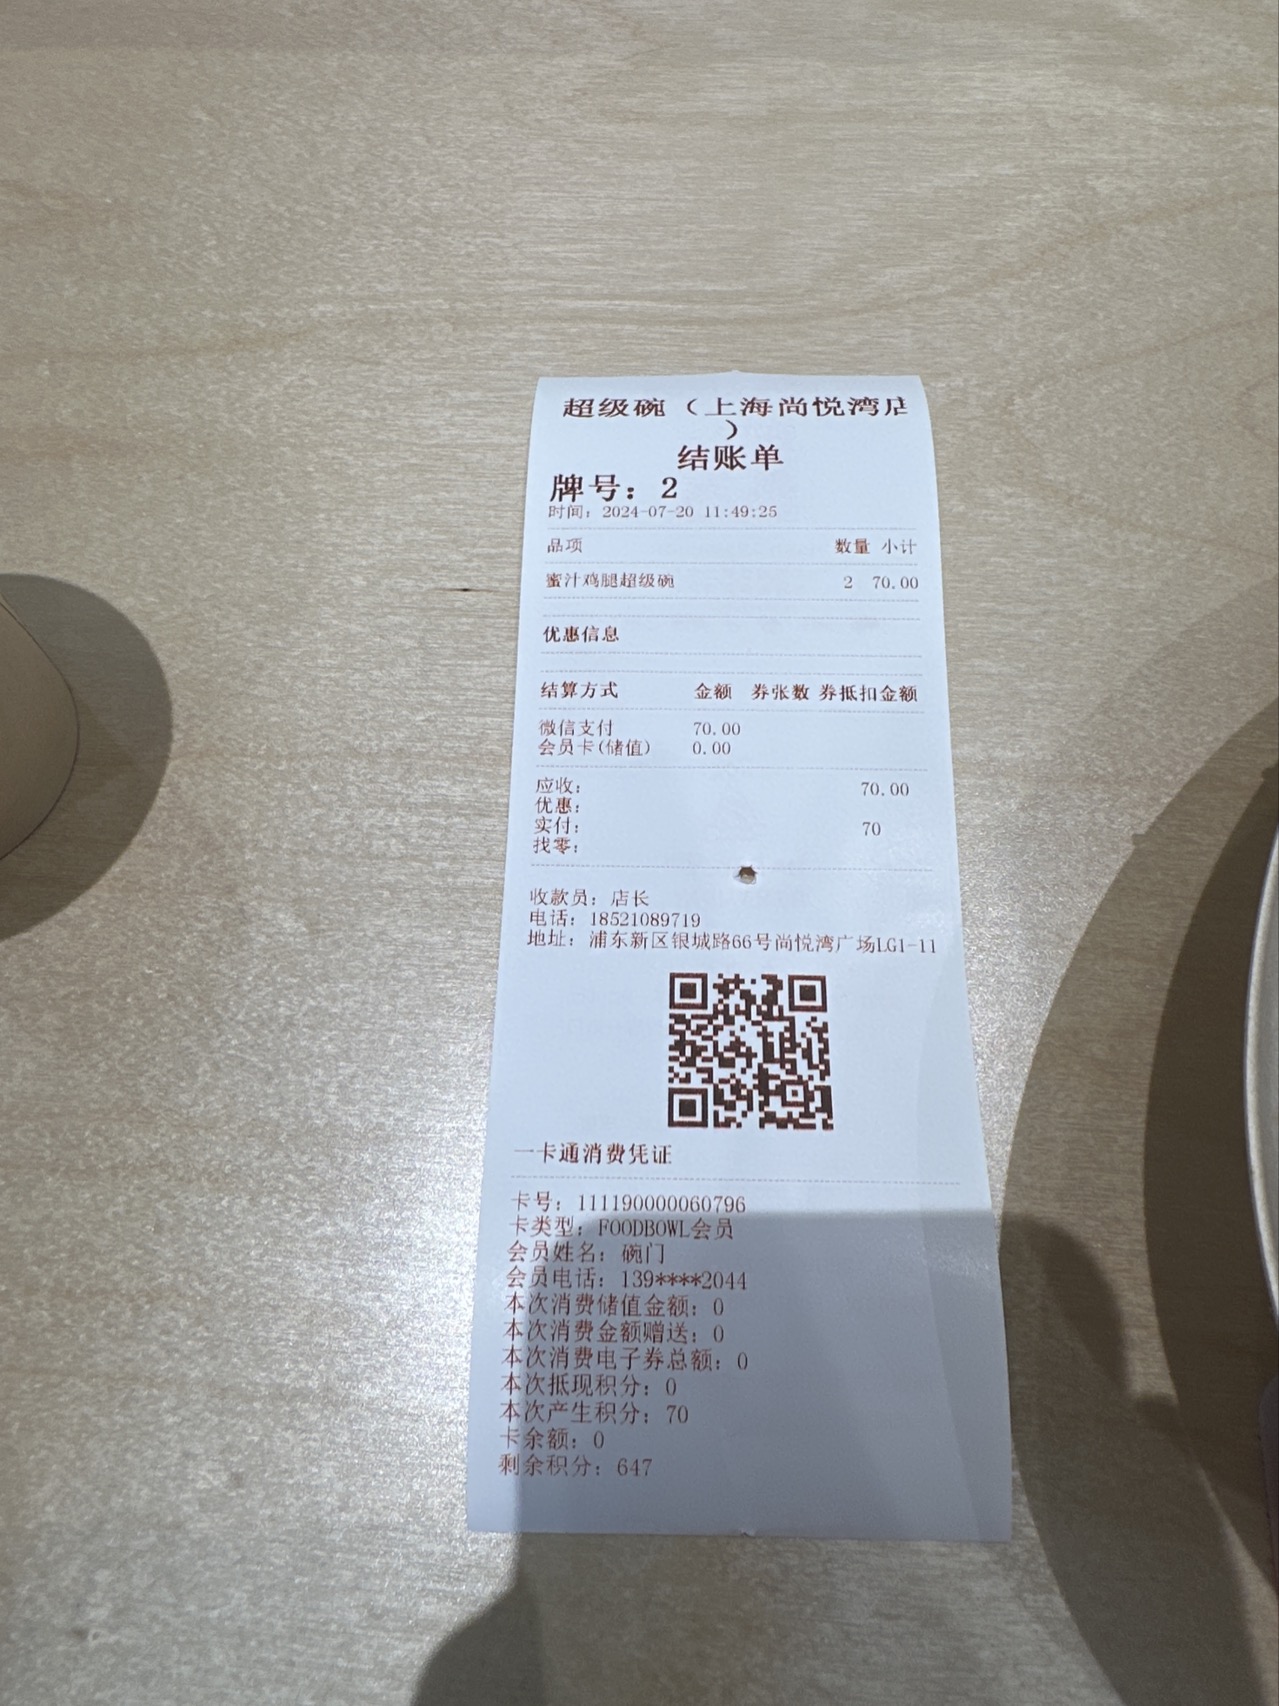 超级碗（上海尚悦湾店
）
结账单
牌号：2
时间：2024-07-20 11:49:25
品项 数量 小计
蜜汁鸡腿超级碗 2 70.00
优惠信息
结算方式 金额 券张数 券抵扣金额
微信支付 70.00
会员卡(储值) 0.00
应收： 70.00
优惠：
实付： 70
找零：
收款员：店长
电话：18521089719
地址：浦东新区银城路66号尚悦湾广场LG1-11
一卡通消费凭证
卡号：111190000060796
卡类型：FOODBOWL会员
会员姓名：碗门
会员电话：139****2044
本次消费储值金额：0
本次消费金额赠送：0
本次消费电子券总额：0
本次抵现积分：0
本次产生积分：70
卡余额：0
剩余积分：647